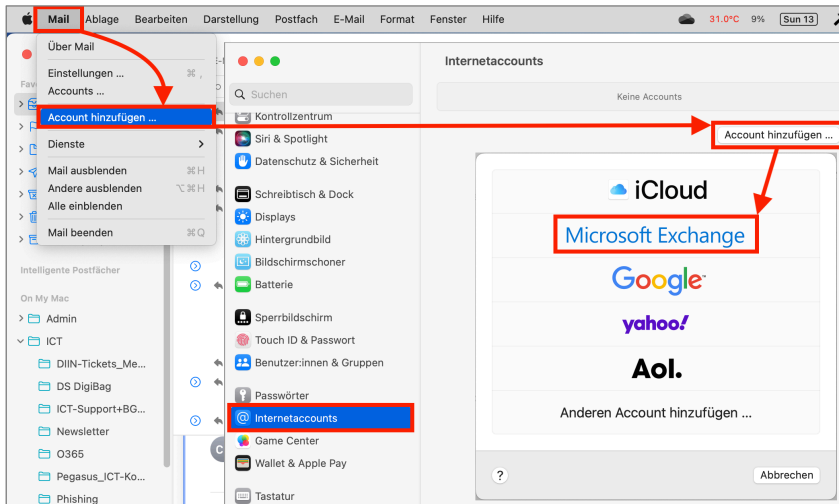 Mail Ablage Bearbeiten Darstellung Postfach E-Mail Format Fenster Hilfe 31.0°C 9% Sun 13
Über Mail
Einstellungen ... ⌘ ,
Accounts ...
Account hinzufügen ...
Dienste
Mail ausblenden ⌘H
Andere ausblenden ⌥⌘H
Alle einblenden
Mail beenden ⌘Q
Intelligente Postfächer
On My Mac
Admin
ICT
DIIN-Tickets_Me...
DS DigiBag
ICT-Support+BG...
Newsletter
O365
Pegasus_ICT-Ko...
Phishing
Suchen
Kontrollzentrum
Siri & Spotlight
Datenschutz & Sicherheit
Schreibtisch & Dock
Displays
Hintergrundbild
Bildschirmschoner
Batterie
Sperrbildschirm
Touch ID & Passwort
Benutzer:innen & Gruppen
Passwörter
Internetaccounts
Game Center
Wallet & Apple Pay
Tastatur
Internetaccounts
Keine Accounts
Account hinzufügen ...
iCloud
Microsoft Exchange
Google
yahoo!
Aol.
Anderen Account hinzufügen ...
? Abbrechen